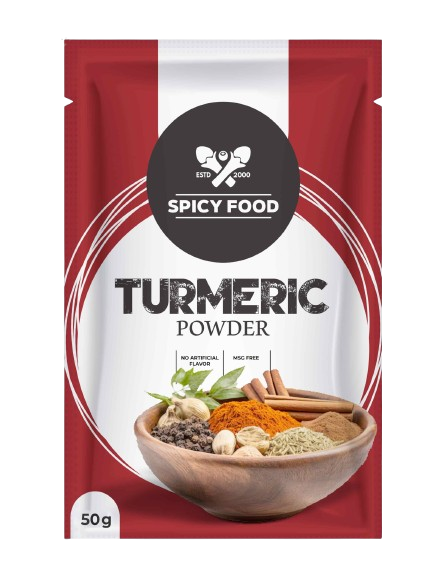 ESTD 2000
SPICY FOOD
TURMERIC
POWDER
NO ARTIFICIAL
FLAVOR
MSG FREE
50g